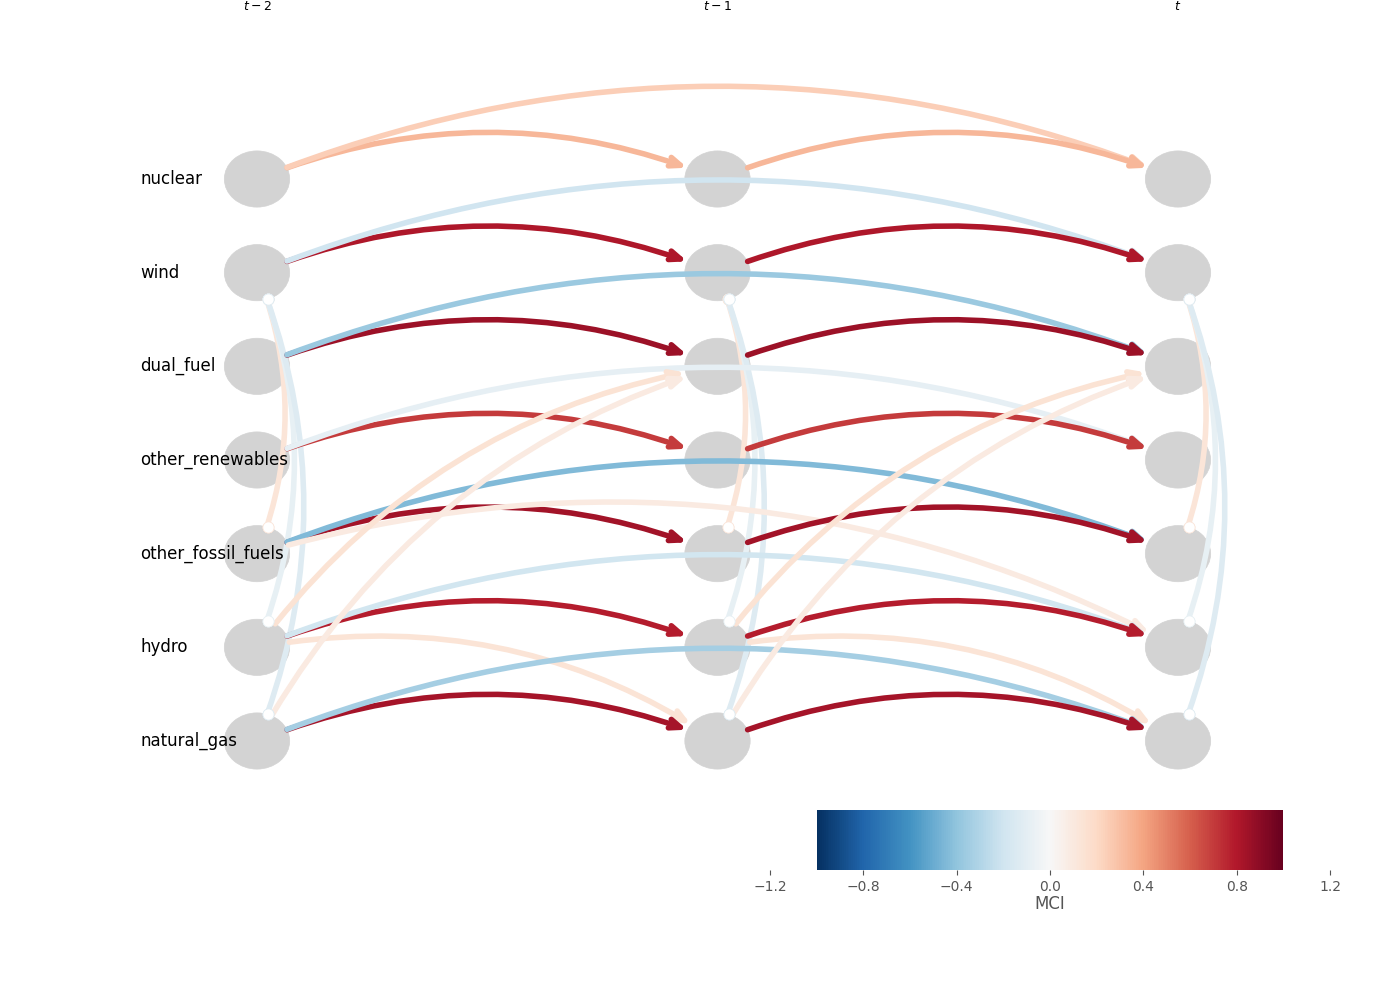 t − 2 t − 1 t
nuclear
wind
dual_fuel
other_renewables
other_fossil_fuels
hydro
natural_gas
−1.2 −0.8 −0.4 0.0 0.4 0.8 1.2
MCI